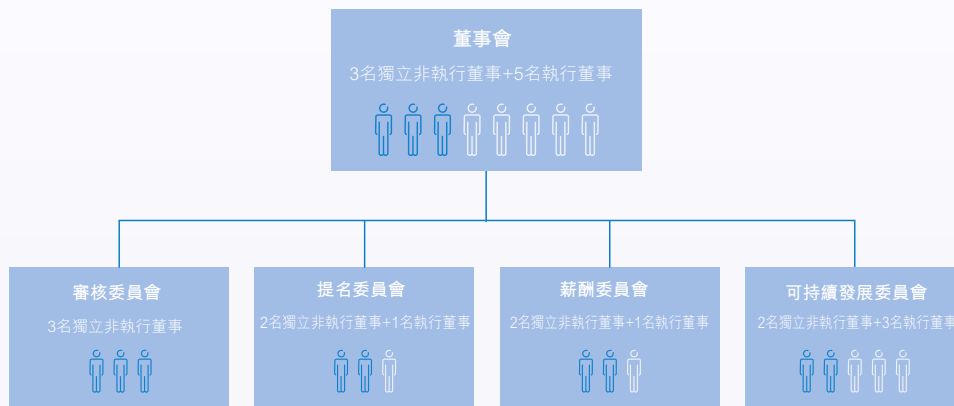 董事會
3名獨立非執行董事+5名執行董事
審核委員會
3名獨立非執行董事
提名委員會
2名獨立非執行董事+1名執行董事
薪酬委員會
2名獨立非執行董事+1名執行董事
可持續發展委員會
2名獨立非執行董事+3名執行董事